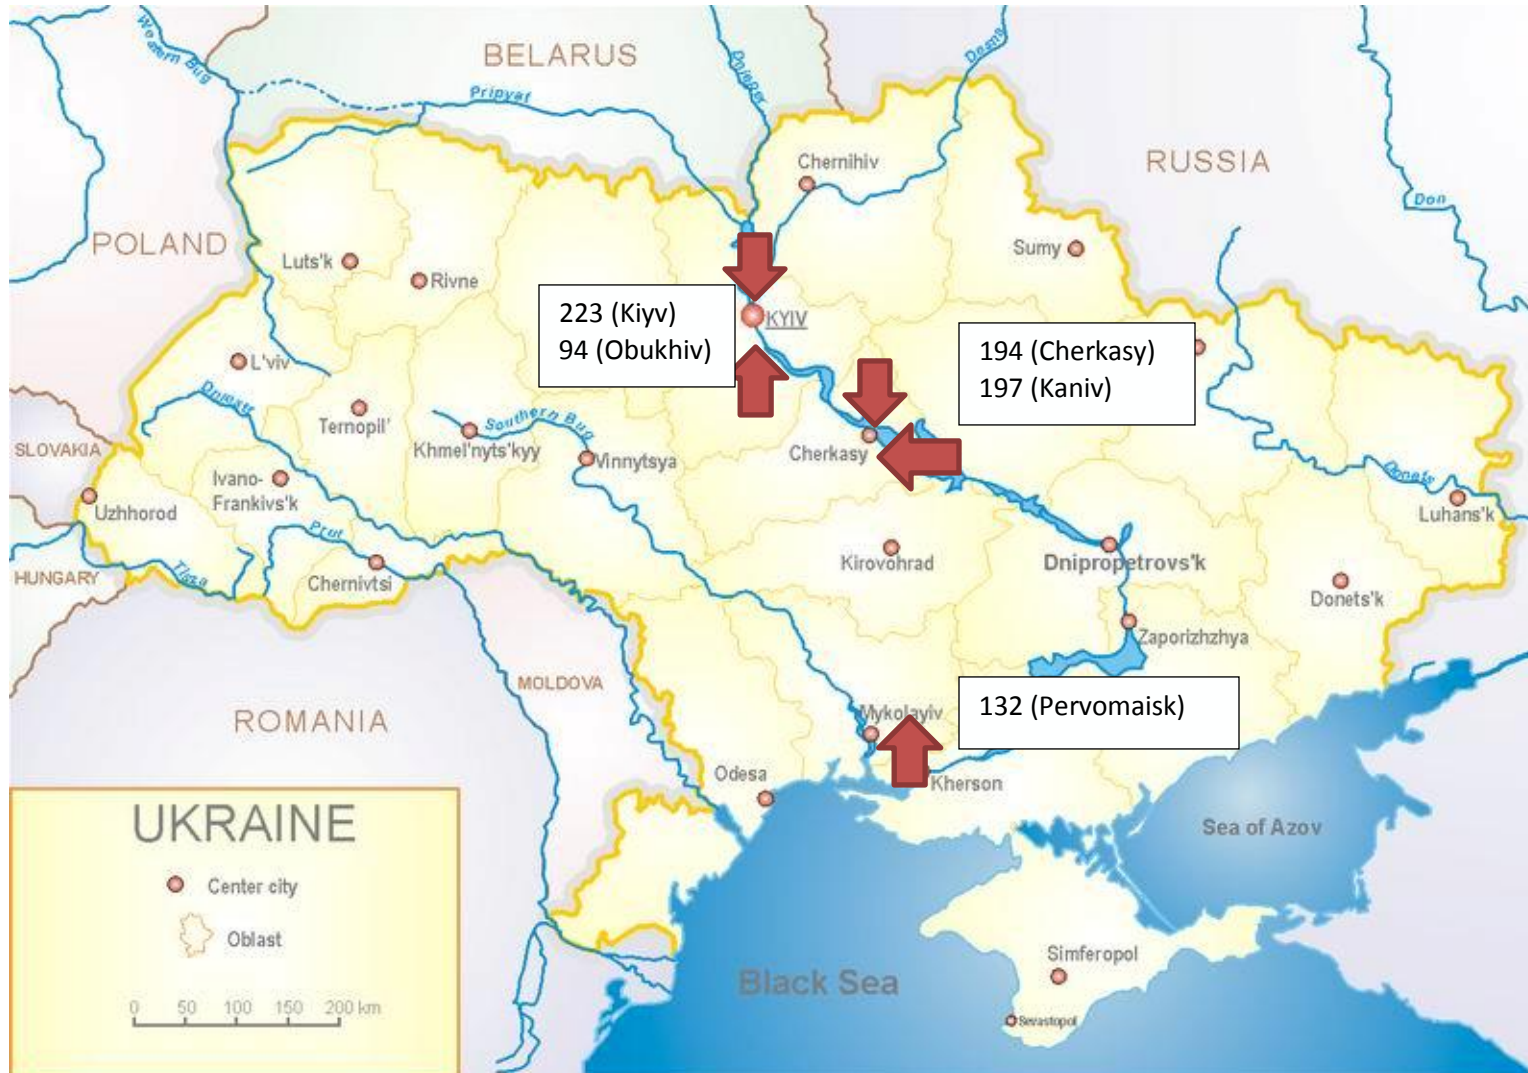 BELARUS
Western Bug
Pripyat
Dnieper
Desna
RUSSIA
Don
Chernihiv
POLAND
Luts'k
Rivne
Sumy
223 (Kiyv)
94 (Obukhiv)
KYIV
194 (Cherkasy)
197 (Kaniv)
L'viv
Dniestr
Ternopil'
Southern Bug
Khmel'nyts'kyy
Vinnytsya
Cherkasy
SLOVAKIA
Ivano-
Frankivs'k
Uzhhorod
Donets
Luhans'k
Prut
Kirovohrad
Dnipropetrovs'k
HUNGARY
Tisza
Chernivtsi
Donets'k
Zaporizhzhya
MOLDOVA
132 (Pervomaisk)
ROMANIA
Mykolayiv
Odesa
Kherson
UKRAINE
Sea of Azov
Center city
Oblast
Simferopol
Black Sea
0 50 100 150 200 km
Sevastopol